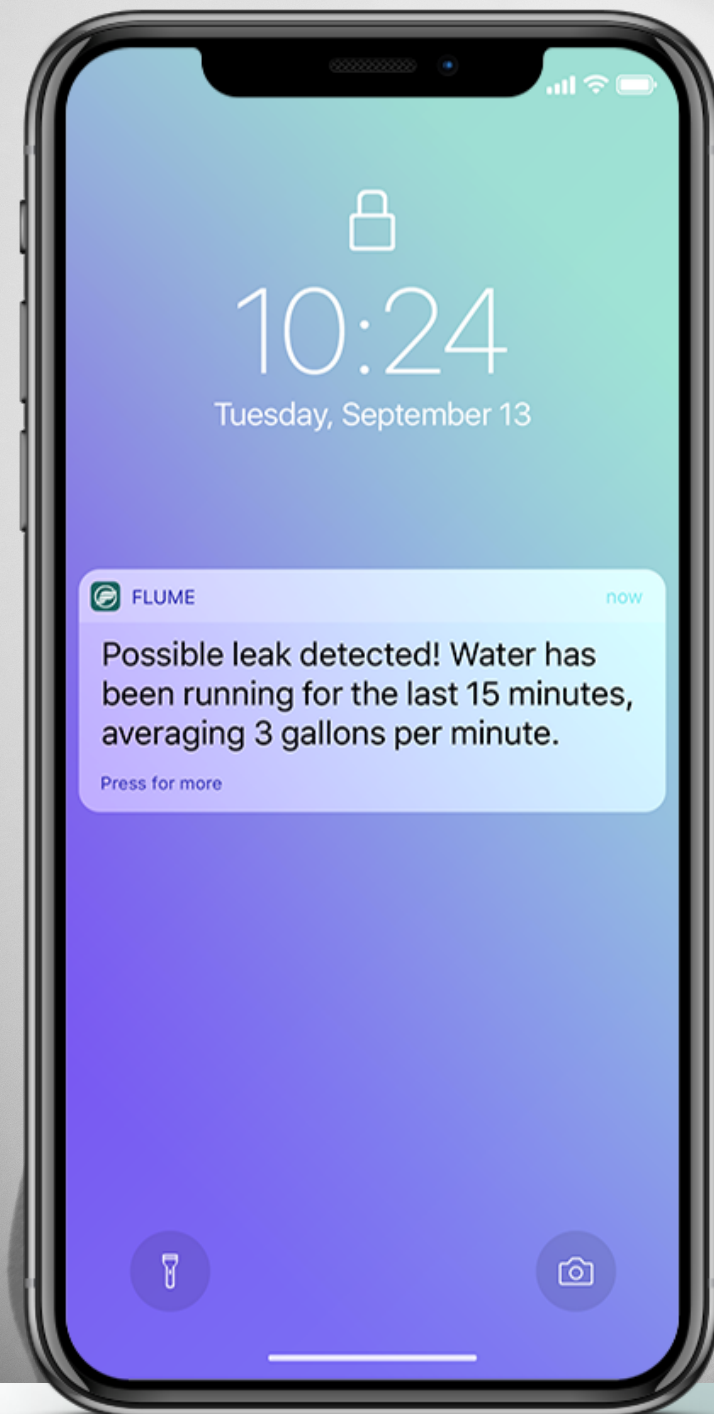 10:24
Tuesday, September 13
FLUME now
Possible leak detected! Water has
been running for the last 15 minutes,
averaging 3 gallons per minute.
Press for more